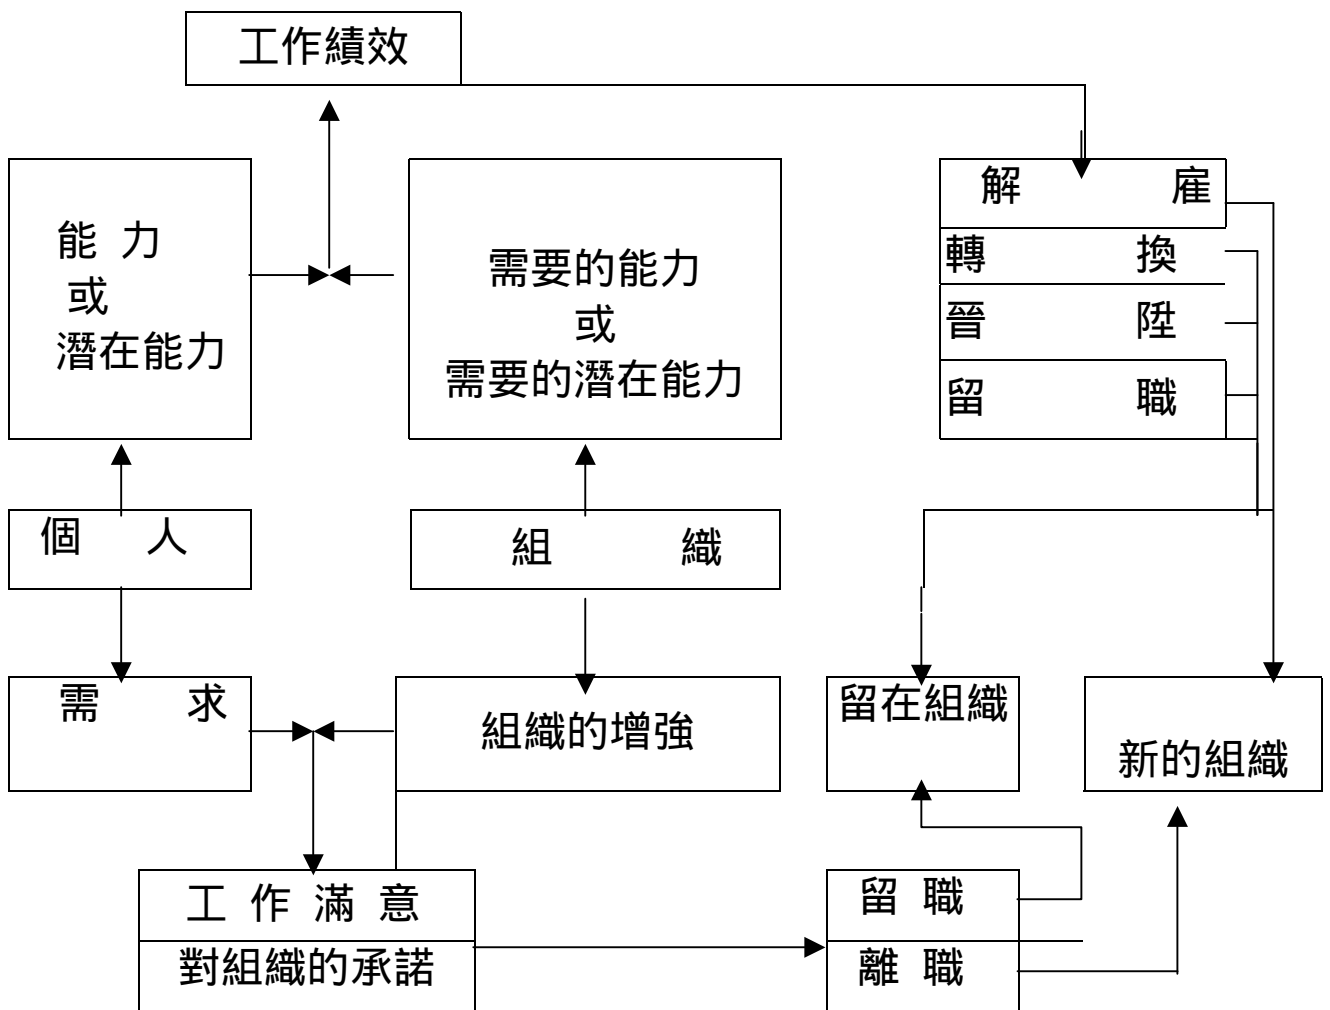 工作績效
能 力
或
潛在能力
需要的能力
或
需要的潛在能力
解 雇
轉 換
晉 陞
留 職
個 人
組 織
需 求
組織的增強
留在組織
新的組織
工 作 滿 意
對組織的承諾
留 職
離 職